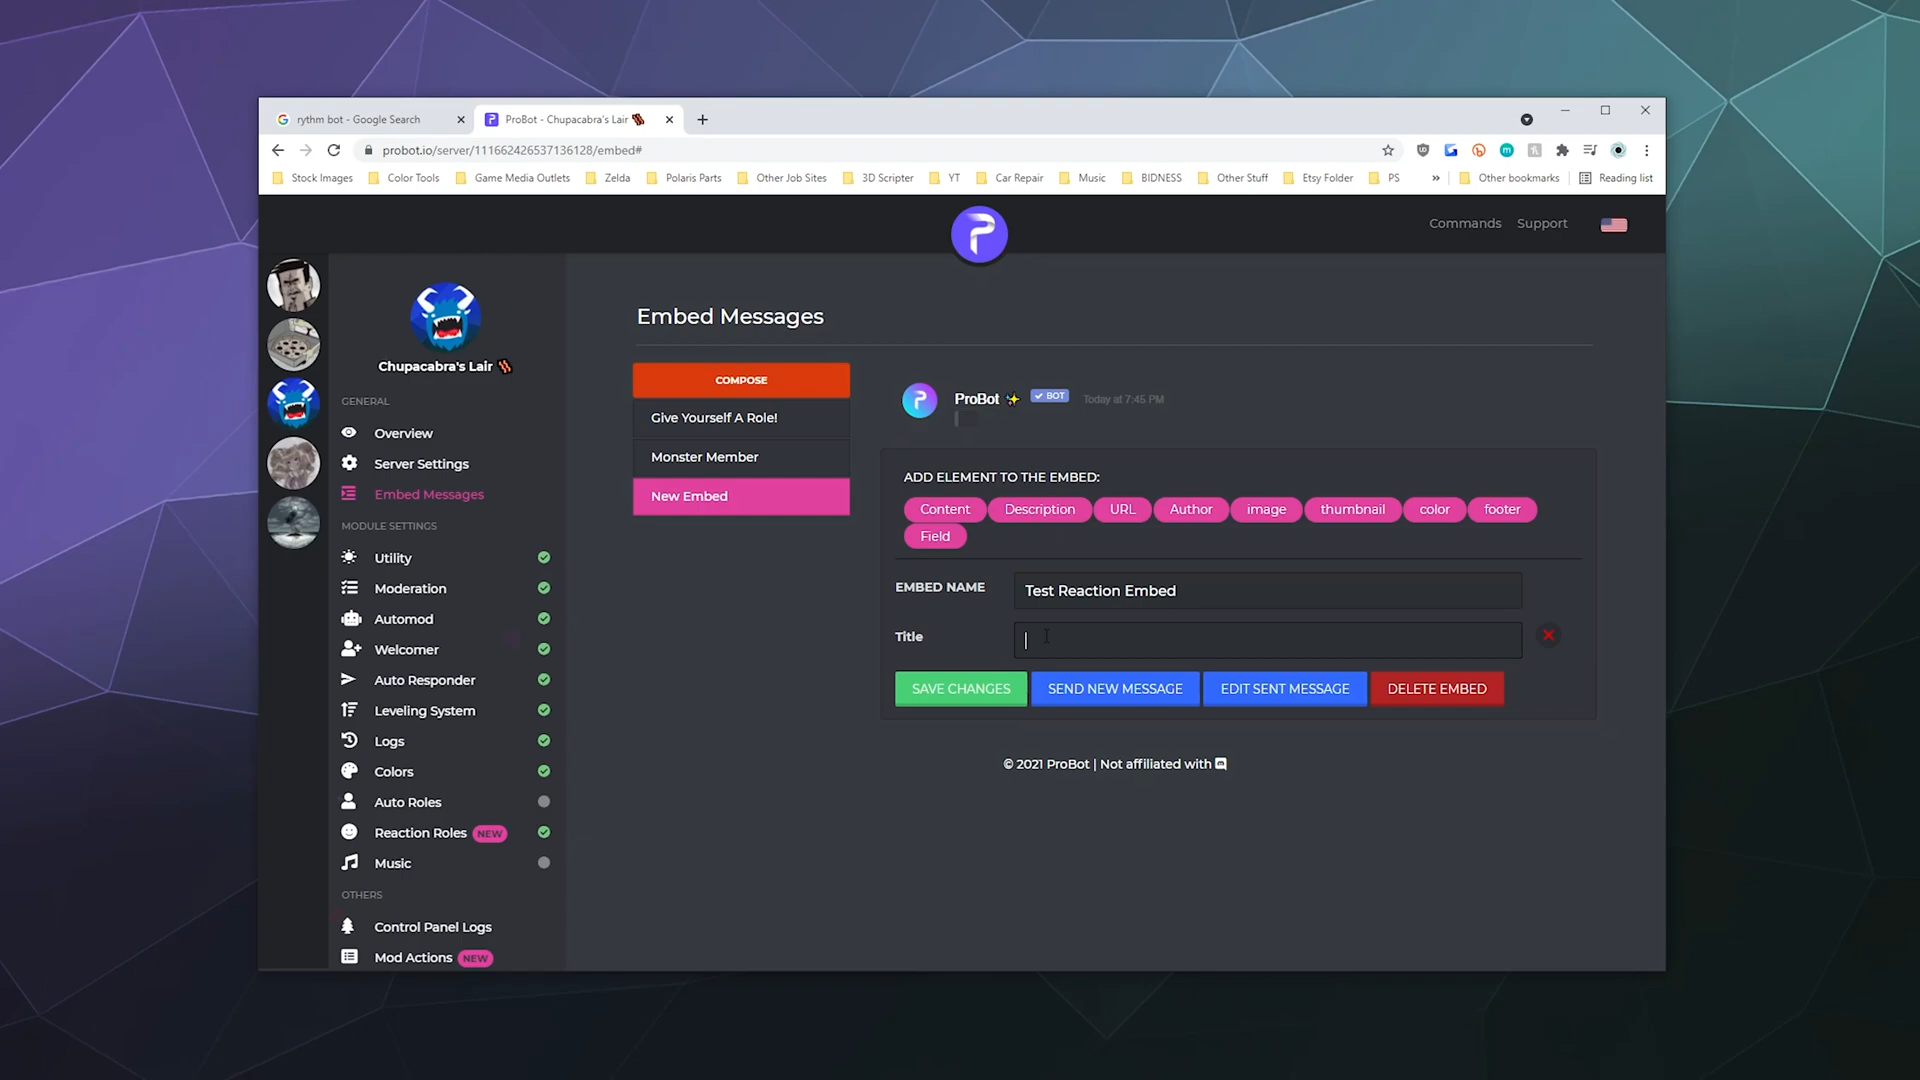 rythm bot - Google Search
ProBot - Chupacabra's Lair
probot.io/server/111662426537136128/embed#
Stock Images Color Tools Game Media Outlets Zelda Polaris Parts Other Job Sites 3D Scripter YT Car Repair Music BIDNESS Other Stuff Etsy Folder PS » Other bookmarks Reading list
Commands Support
Chupacabra's Lair
GENERAL
Overview
Server Settings
Embed Messages
MODULE SETTINGS
Utility
Moderation
Automod
Welcomer
Auto Responder
Leveling System
Logs
Colors
Auto Roles
Reaction Roles NEW
Music
OTHERS
Control Panel Logs
Mod Actions NEW
Embed Messages
COMPOSE
Give Yourself A Role!
Monster Member
New Embed
ProBot ✨ ✓ BOT Today at 7:45 PM
ADD ELEMENT TO THE EMBED:
Content Description URL Author image thumbnail color footer
Field
EMBED NAME Test Reaction Embed
Title
SAVE CHANGES SEND NEW MESSAGE EDIT SENT MESSAGE DELETE EMBED
© 2021 ProBot | Not affiliated with